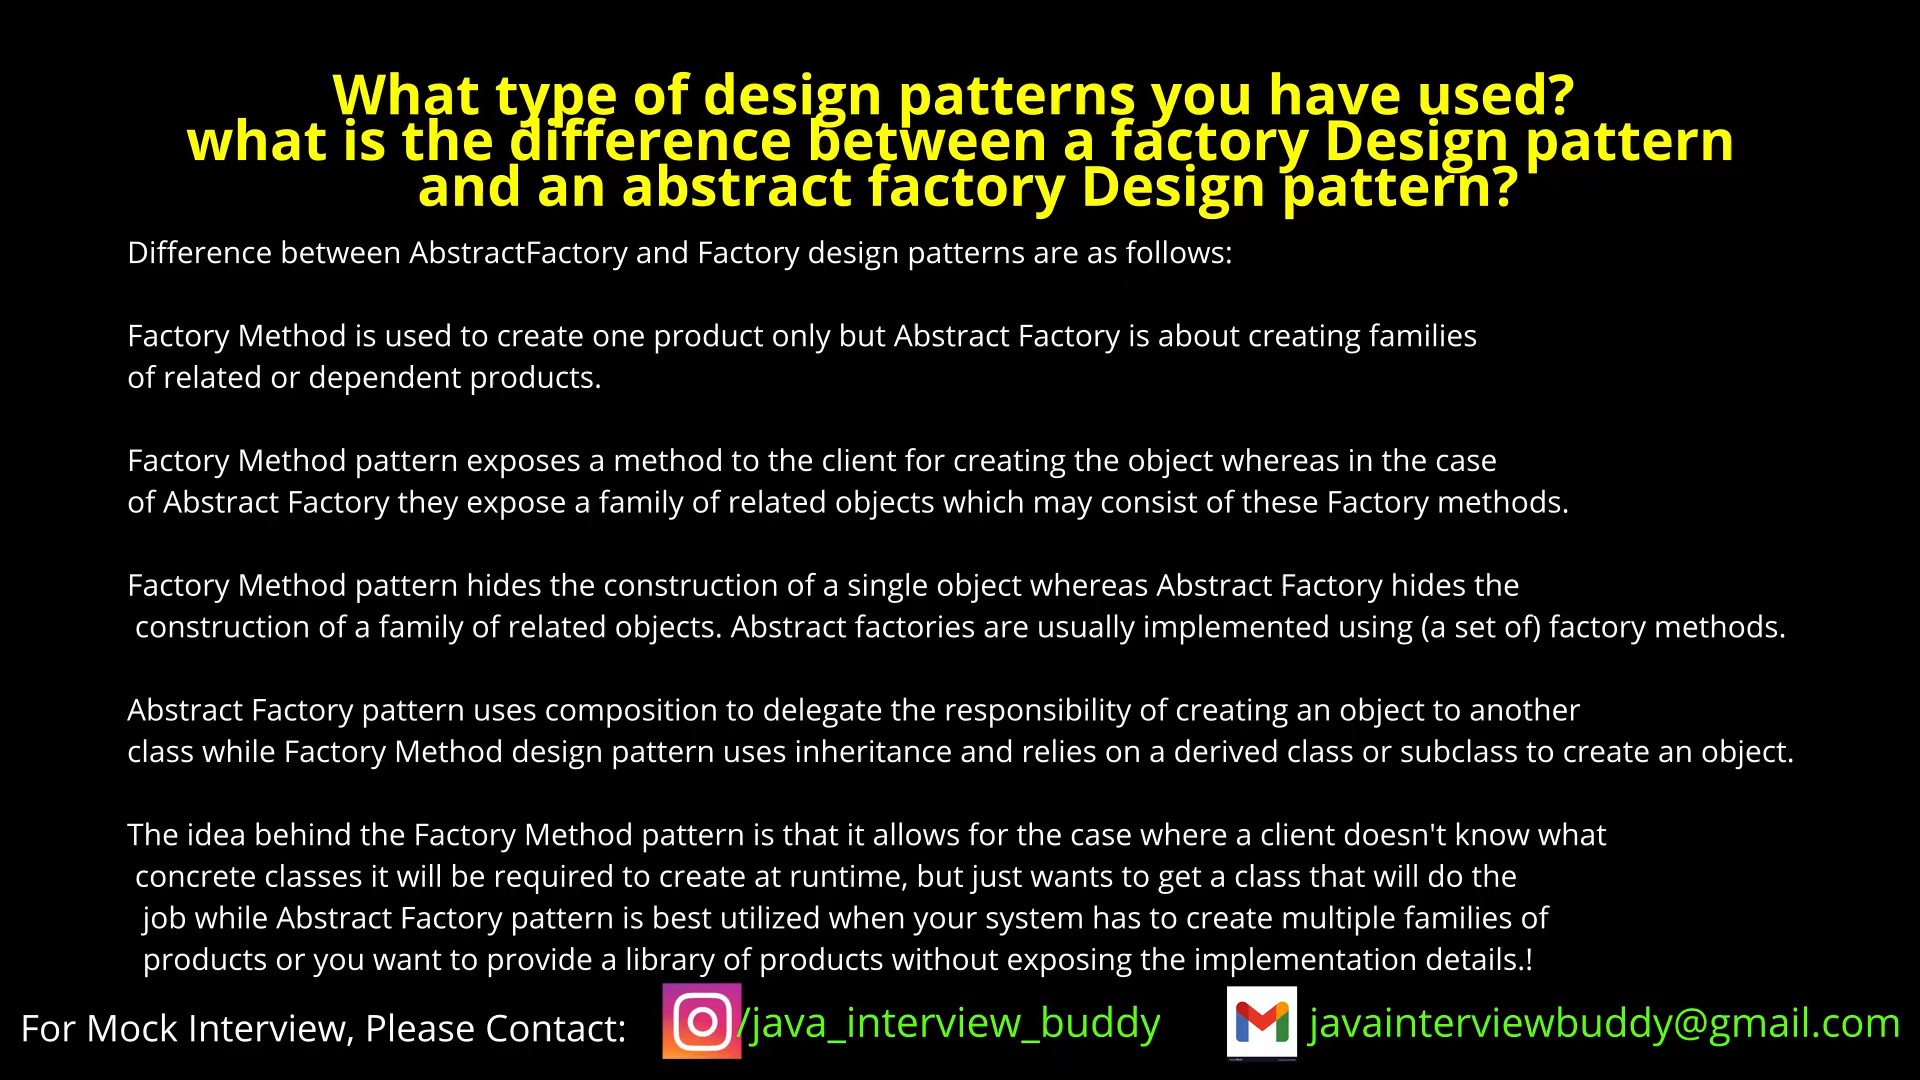 What type of design patterns you have used?
what is the difference between a factory Design pattern
and an abstract factory Design pattern?
Difference between AbstractFactory and Factory design patterns are as follows:
Factory Method is used to create one product only but Abstract Factory is about creating families
of related or dependent products.
Factory Method pattern exposes a method to the client for creating the object whereas in the case
of Abstract Factory they expose a family of related objects which may consist of these Factory methods.
Factory Method pattern hides the construction of a single object whereas Abstract Factory hides the
construction of a family of related objects. Abstract factories are usually implemented using (a set of) factory methods.
Abstract Factory pattern uses composition to delegate the responsibility of creating an object to another
class while Factory Method design pattern uses inheritance and relies on a derived class or subclass to create an object.
The idea behind the Factory Method pattern is that it allows for the case where a client doesn't know what
concrete classes it will be required to create at runtime, but just wants to get a class that will do the
job while Abstract Factory pattern is best utilized when your system has to create multiple families of
products or you want to provide a library of products without exposing the implementation details.!
For Mock Interview, Please Contact: /java_interview_buddy javainterviewbuddy@gmail.com